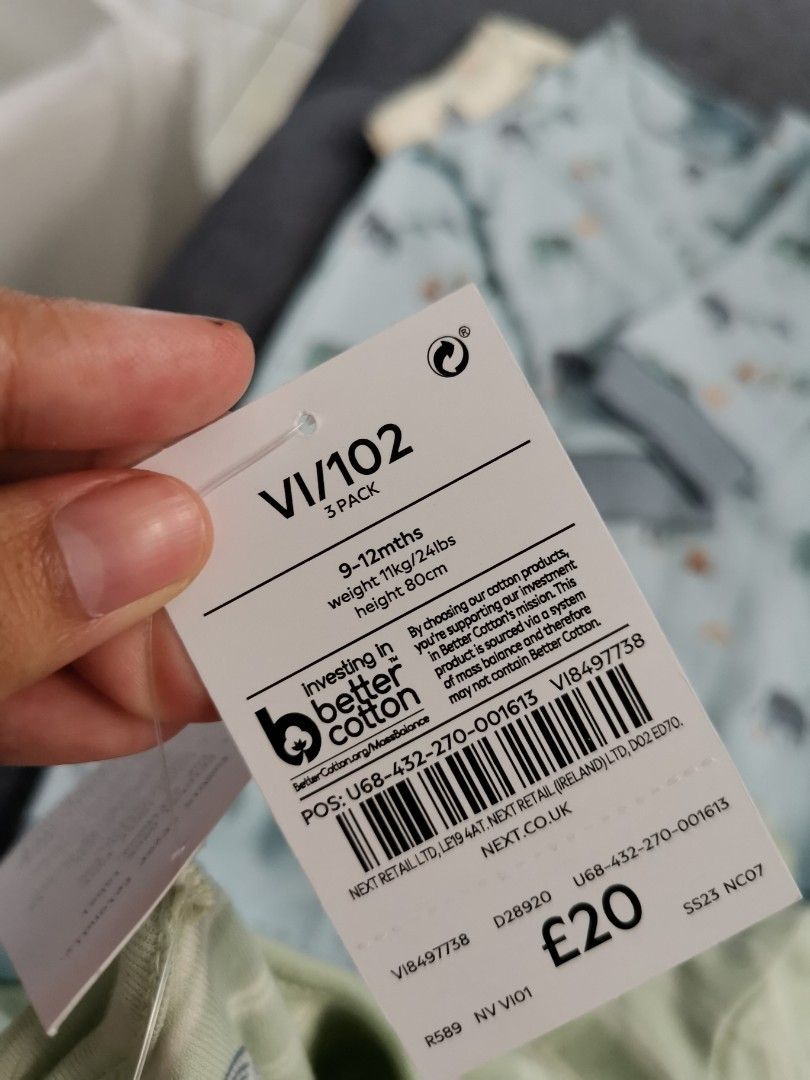 ®
VI/102
3 PACK
9-12mths
weight 11kg/24lbs
height 80cm
investing in
better™
cotton
BetterCotton.org/MassBalance
By choosing our cotton products,
you're supporting our investment
in Better Cotton's mission. This
product is sourced via a system
of mass balance and therefore
may not contain Better Cotton.
POS: U68-432-270-001613 VI8497738
NEXT RETAIL LTD, LE19 4AT. NEXT RETAIL (IRELAND) LTD, DO2 ED70.
NEXT.CO.UK
VI8497738 D28920 U68-432-270-001613
£20
R589 NV VI01 SS23 NC07